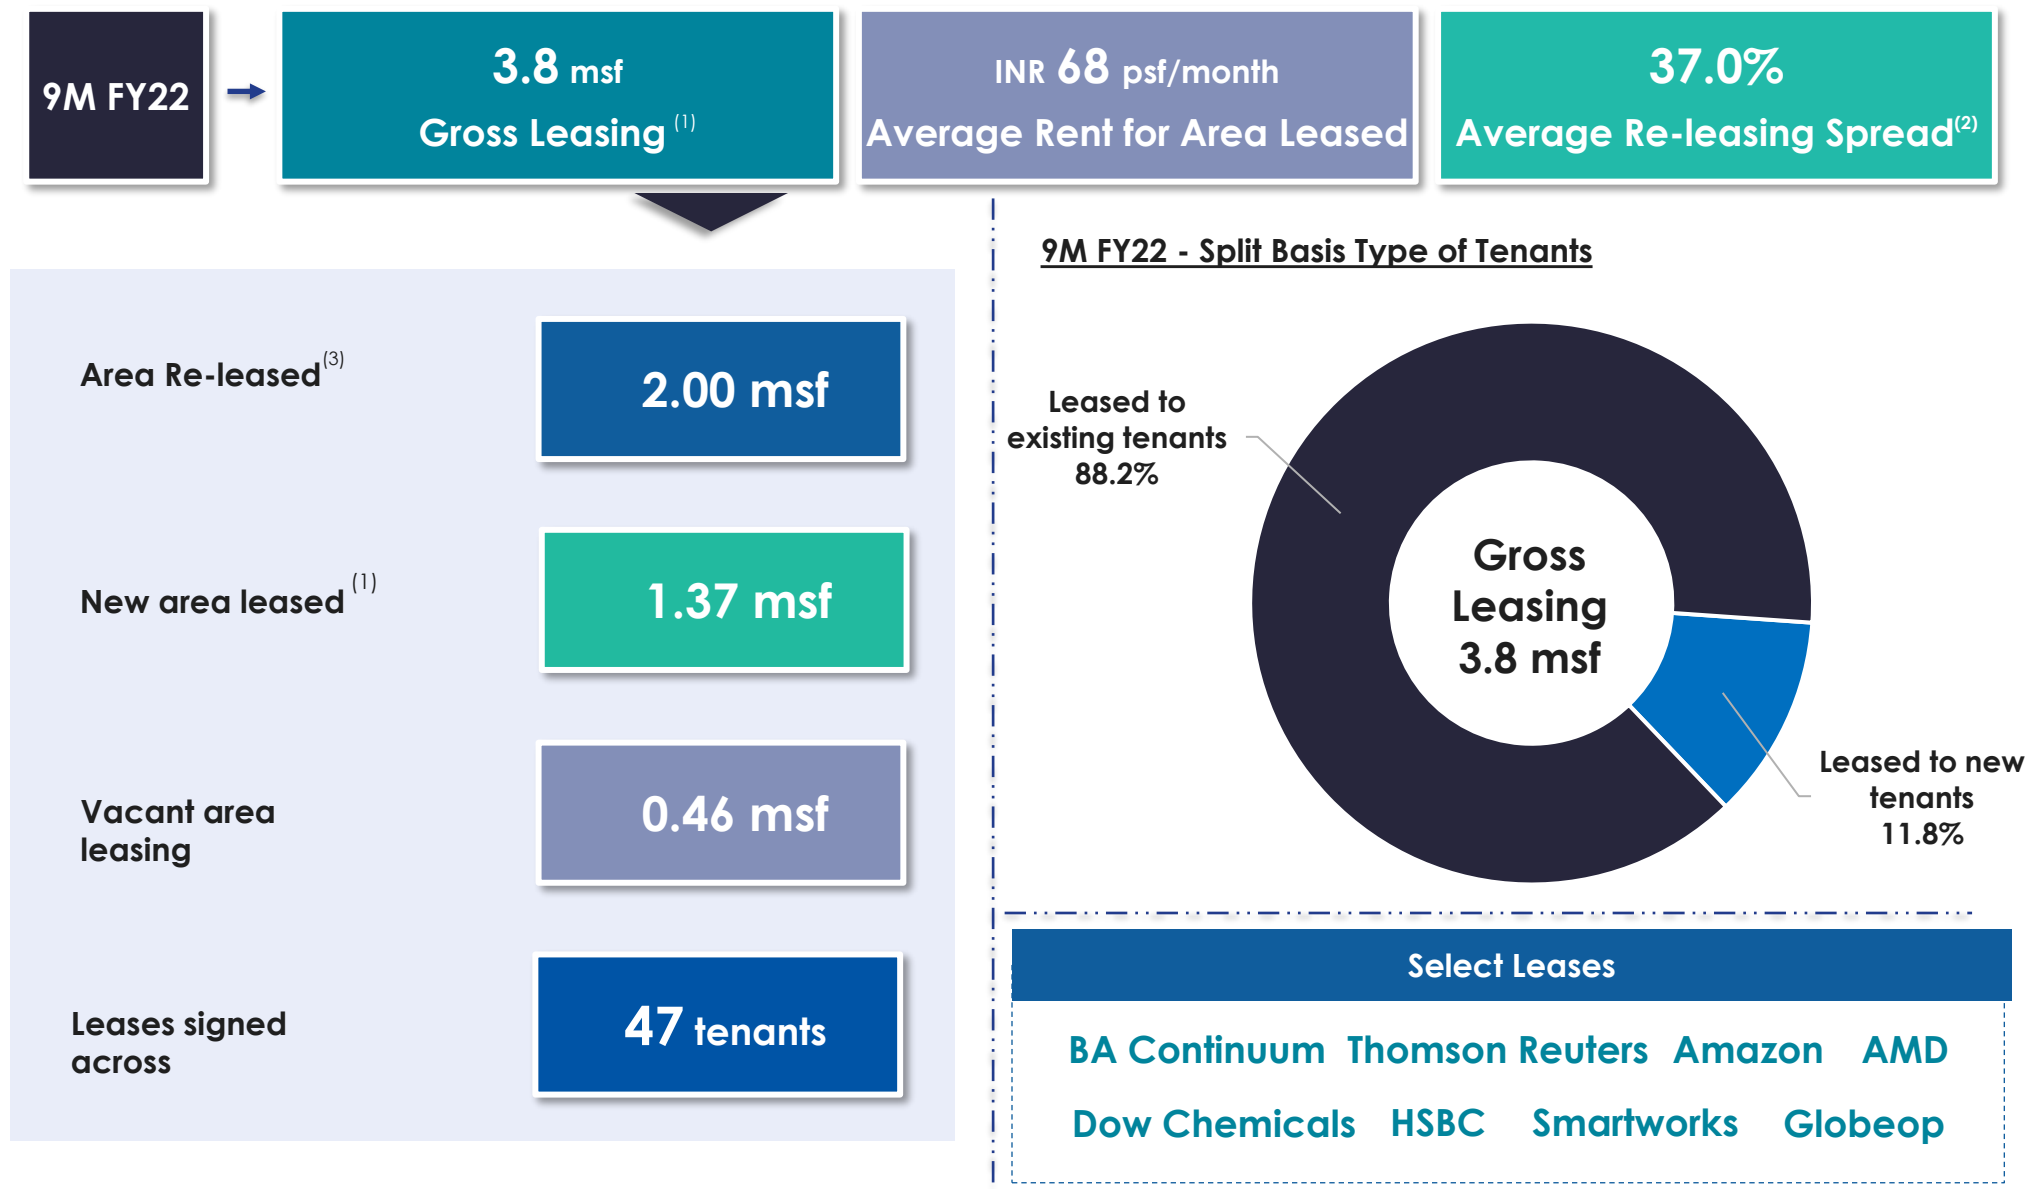 9M FY22
3.8 msf
Gross Leasing (1)
INR 68 psf/month
Average Rent for Area Leased
37.0%
Average Re-leasing Spread(2)
Area Re-leased(3)
2.00 msf
New area leased (1)
1.37 msf
Vacant area
leasing
0.46 msf
Leases signed
across
47 tenants
9M FY22 - Split Basis Type of Tenants
Leased to
existing tenants
88.2%
Gross
Leasing
3.8 msf
Leased to new
tenants
11.8%
Select Leases
BA Continuum Thomson Reuters Amazon AMD
Dow Chemicals HSBC Smartworks Globeop